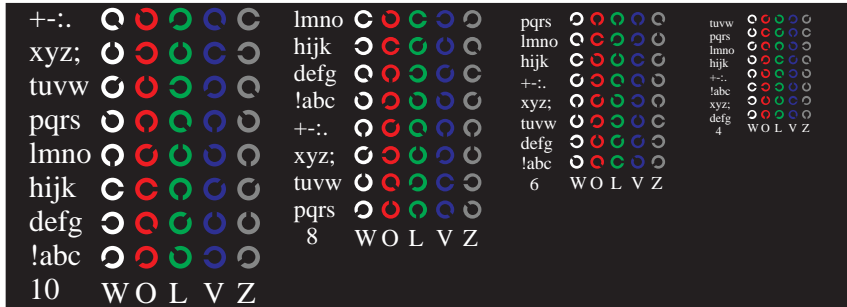 +-:.
xyz;
tuvw
pqrs
lmno
hijk
defg
!abc
10 W O L V Z
lmno
hijk
defg
!abc
+-:.
xyz;
tuvw
pqrs
8 W O L V Z
pqrs
lmno
hijk
+-:.
xyz;
tuvw
defg
!abc
6 W O L V Z
tuvw
pqrs
lmno
hijk
+-:.
!abc
xyz;
defg
4 W O L V Z